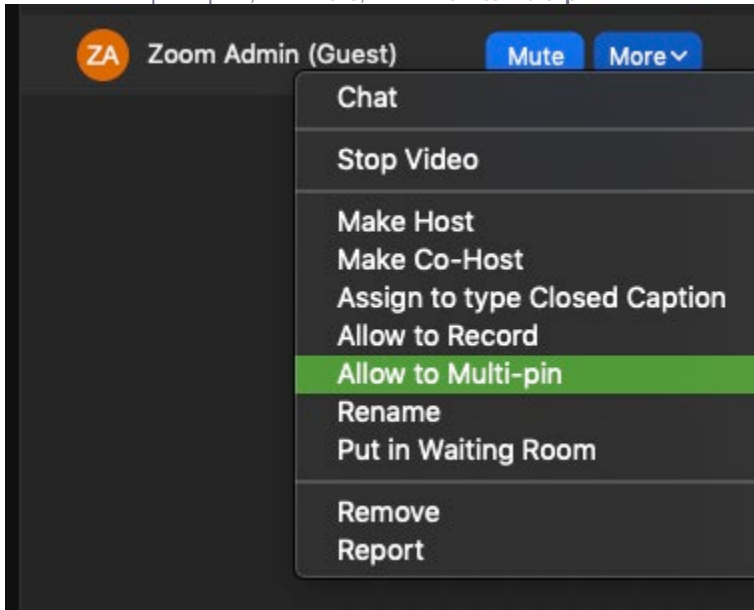 ZA Zoom Admin (Guest) Mute More
Chat
Stop Video
Make Host
Make Co-Host
Assign to type Closed Caption
Allow to Record
Allow to Multi-pin
Rename
Put in Waiting Room
Remove
Report